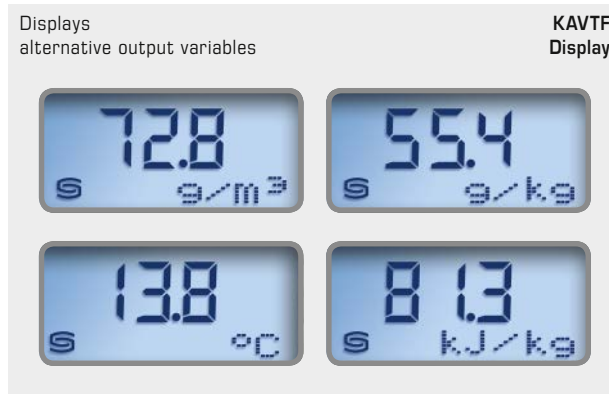 Displays
alternative output variables
KAVTF
Display
72.8
g/m³
55.4
g/kg
13.8
°C
81.3
kJ/kg